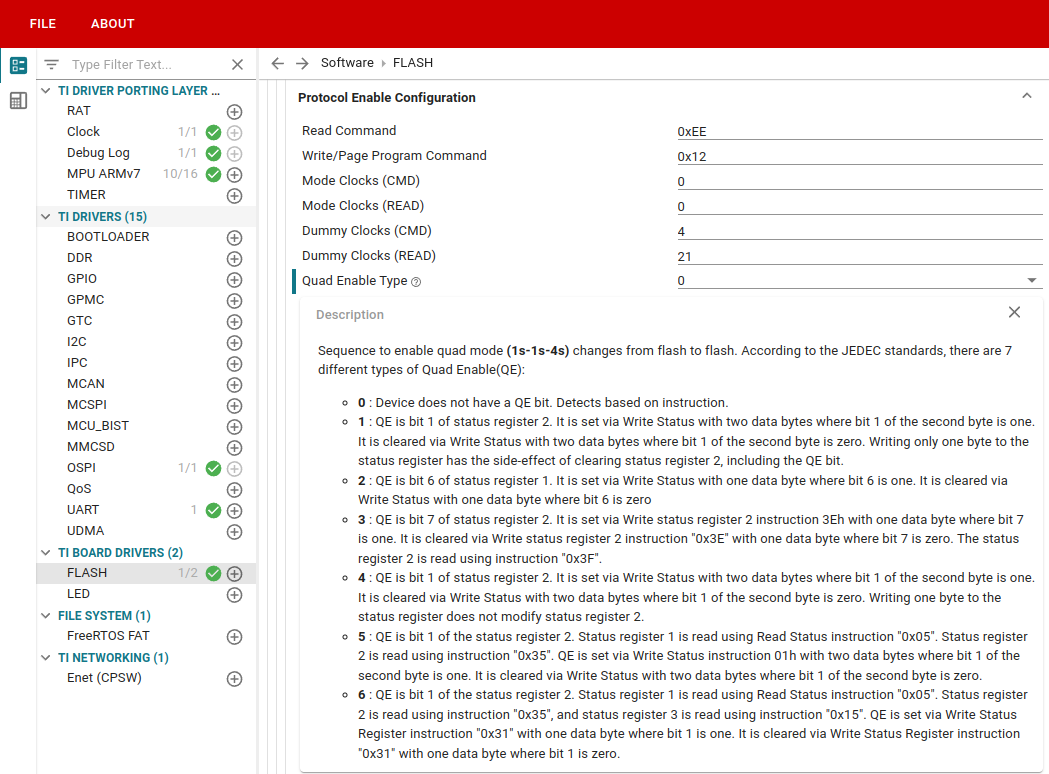 FILE ABOUT
Type Filter Text...
TI DRIVER PORTING LAYER ...
RAT
Clock 1/1
Debug Log 1/1
MPU ARMv7 10/16
TIMER
TI DRIVERS (15)
BOOTLOADER
DDR
GPIO
GPMC
GTC
I2C
IPC
MCAN
MCSPI
MCU_BIST
MMCSD
OSPI 1/1
QoS
UART 1
UDMA
TI BOARD DRIVERS (2)
FLASH 1/2
LED
FILE SYSTEM (1)
FreeRTOS FAT
TI NETWORKING (1)
Enet (CPSW)
Software › FLASH
Protocol Enable Configuration
Read Command 0xEE
Write/Page Program Command 0x12
Mode Clocks (CMD) 0
Mode Clocks (READ) 0
Dummy Clocks (CMD) 4
Dummy Clocks (READ) 21
Quad Enable Type 0
Description
Sequence to enable quad mode (1s-1s-4s) changes from flash to flash. According to the JEDEC standards, there are 7
different types of Quad Enable(QE):
0 : Device does not have a QE bit. Detects based on instruction.
1 : QE is bit 1 of status register 2. It is set via Write Status with two data bytes where bit 1 of the second byte is one.
It is cleared via Write Status with two data bytes where bit 1 of the second byte is zero. Writing only one byte to the
status register has the side-effect of clearing status register 2, including the QE bit.
2 : QE is bit 6 of status register 1. It is set via Write Status with one data byte where bit 6 is one. It is cleared via
Write Status with one data byte where bit 6 is zero
3 : QE is bit 7 of status register 2. It is set via Write status register 2 instruction 3Eh with one data byte where bit 7
is one. It is cleared via Write status register 2 instruction "0x3E" with one data byte where bit 7 is zero. The status
register 2 is read using instruction "0x3F".
4 : QE is bit 1 of status register 2. It is set via Write Status with two data bytes where bit 1 of the second byte is one.
It is cleared via Write Status with two data bytes where bit 1 of the second byte is zero. Writing one byte to the
status register does not modify status register 2.
5 : QE is bit 1 of the status register 2. Status register 1 is read using Read Status instruction "0x05". Status register
2 is read using instruction "0x35". QE is set via Write Status instruction 01h with two data bytes where bit 1 of the
second byte is one. It is cleared via Write Status with two data bytes where bit 1 of the second byte is zero.
6 : QE is bit 1 of the status register 2. Status register 1 is read using Read Status instruction "0x05". Status register
2 is read using instruction "0x35", and status register 3 is read using instruction "0x15". QE is set via Write Status
Register instruction "0x31" with one data byte where bit 1 is one. It is cleared via Write Status Register instruction
"0x31" with one data byte where bit 1 is zero.